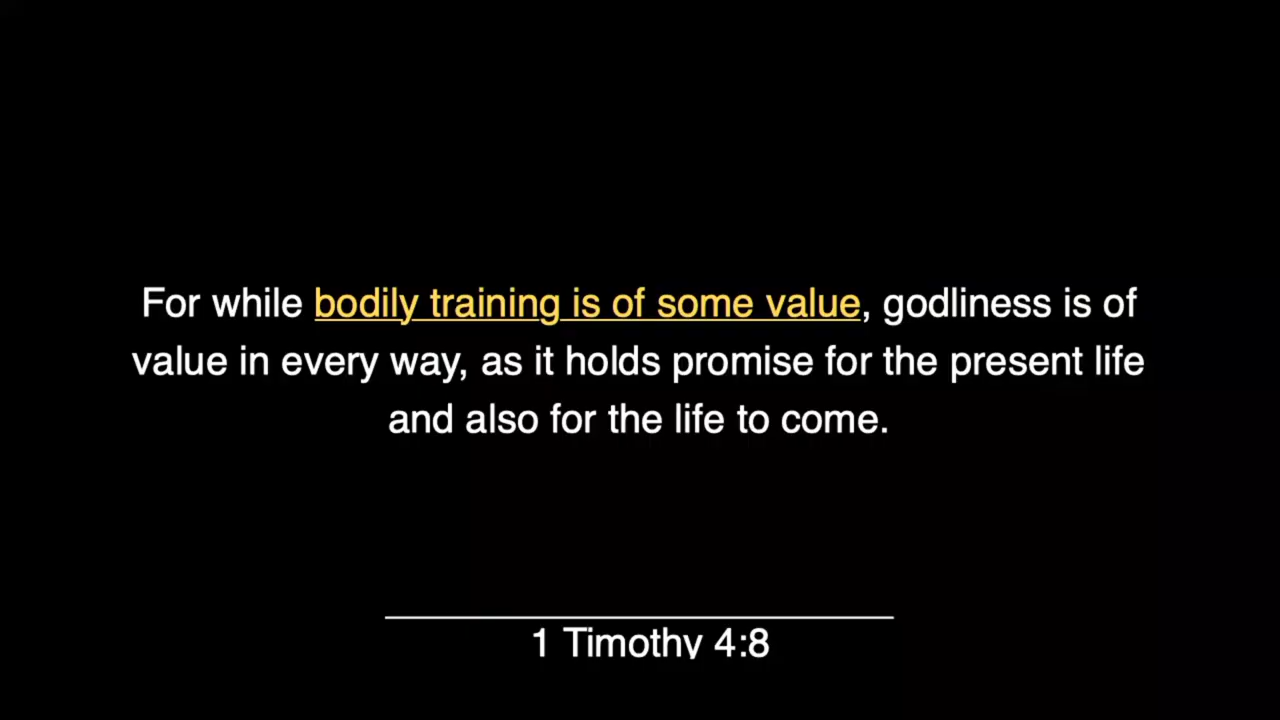 For while bodily training is of some value, godliness is of
value in every way, as it holds promise for the present life
and also for the life to come.
1 Timothy 4:8